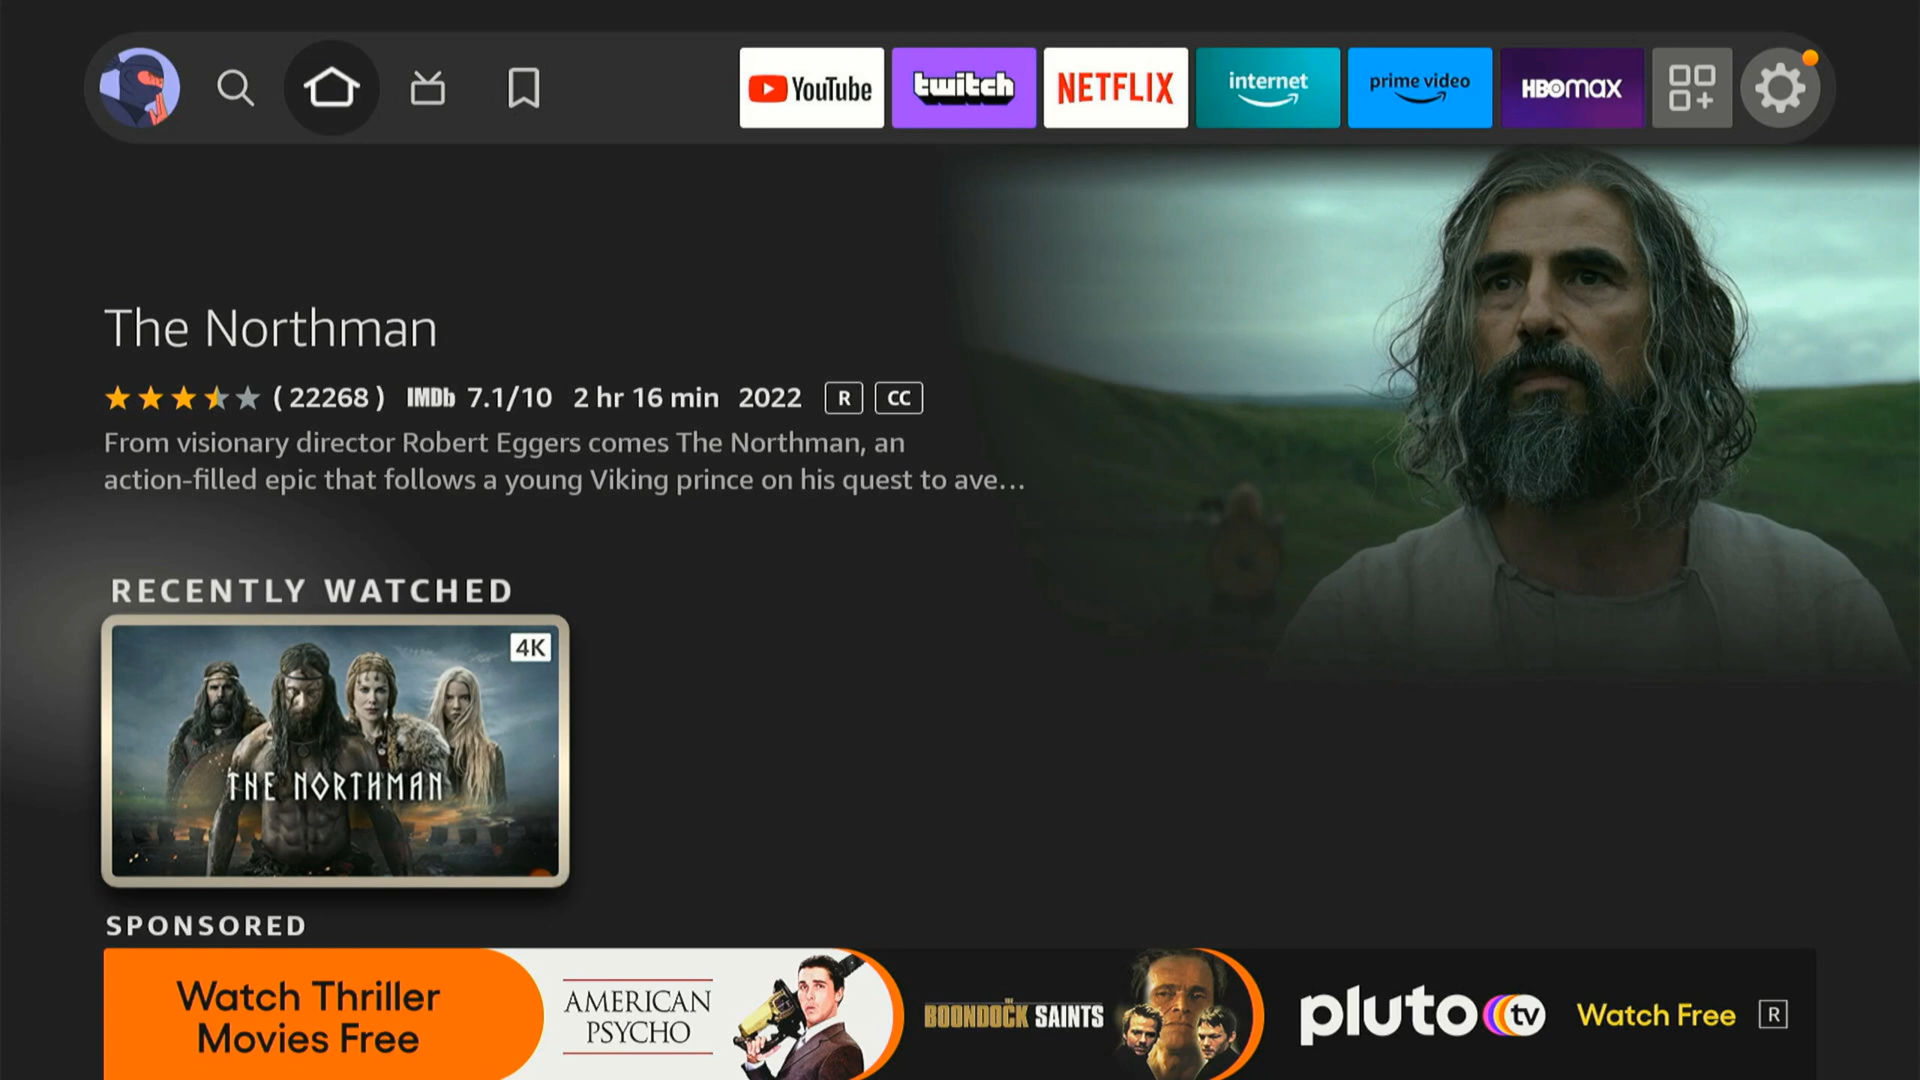 YouTube
twitch
NETFLIX
internet
prime video
HBOMAX
The Northman
( 22268 ) IMDb 7.1/10 2 hr 16 min 2022 R CC
From visionary director Robert Eggers comes The Northman, an
action-filled epic that follows a young Viking prince on his quest to ave...
RECENTLY WATCHED
4K
THE NORTHMAN
SPONSORED
Watch Thriller
Movies Free
AMERICAN
PSYCHO
THE
BOONDOCK SAINTS
pluto tv
Watch Free R